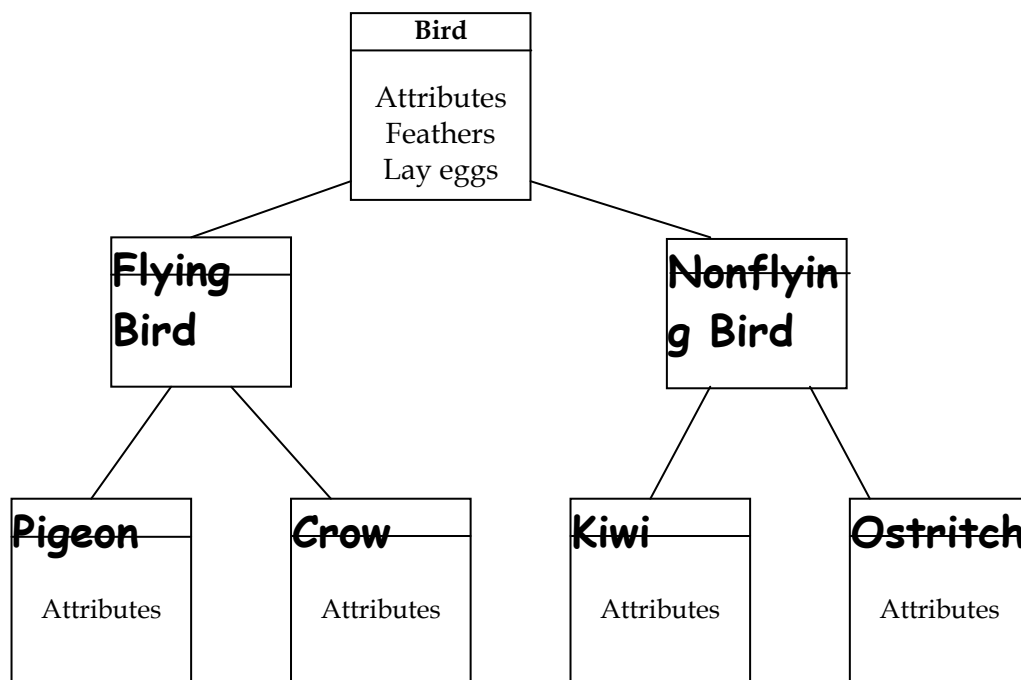 Bird
Attributes
Feathers
Lay eggs
Flying
Bird
Nonflyin
g Bird
Pigeon
Crow
Kiwi
Ostritch
Attributes
Attributes
Attributes
Attributes